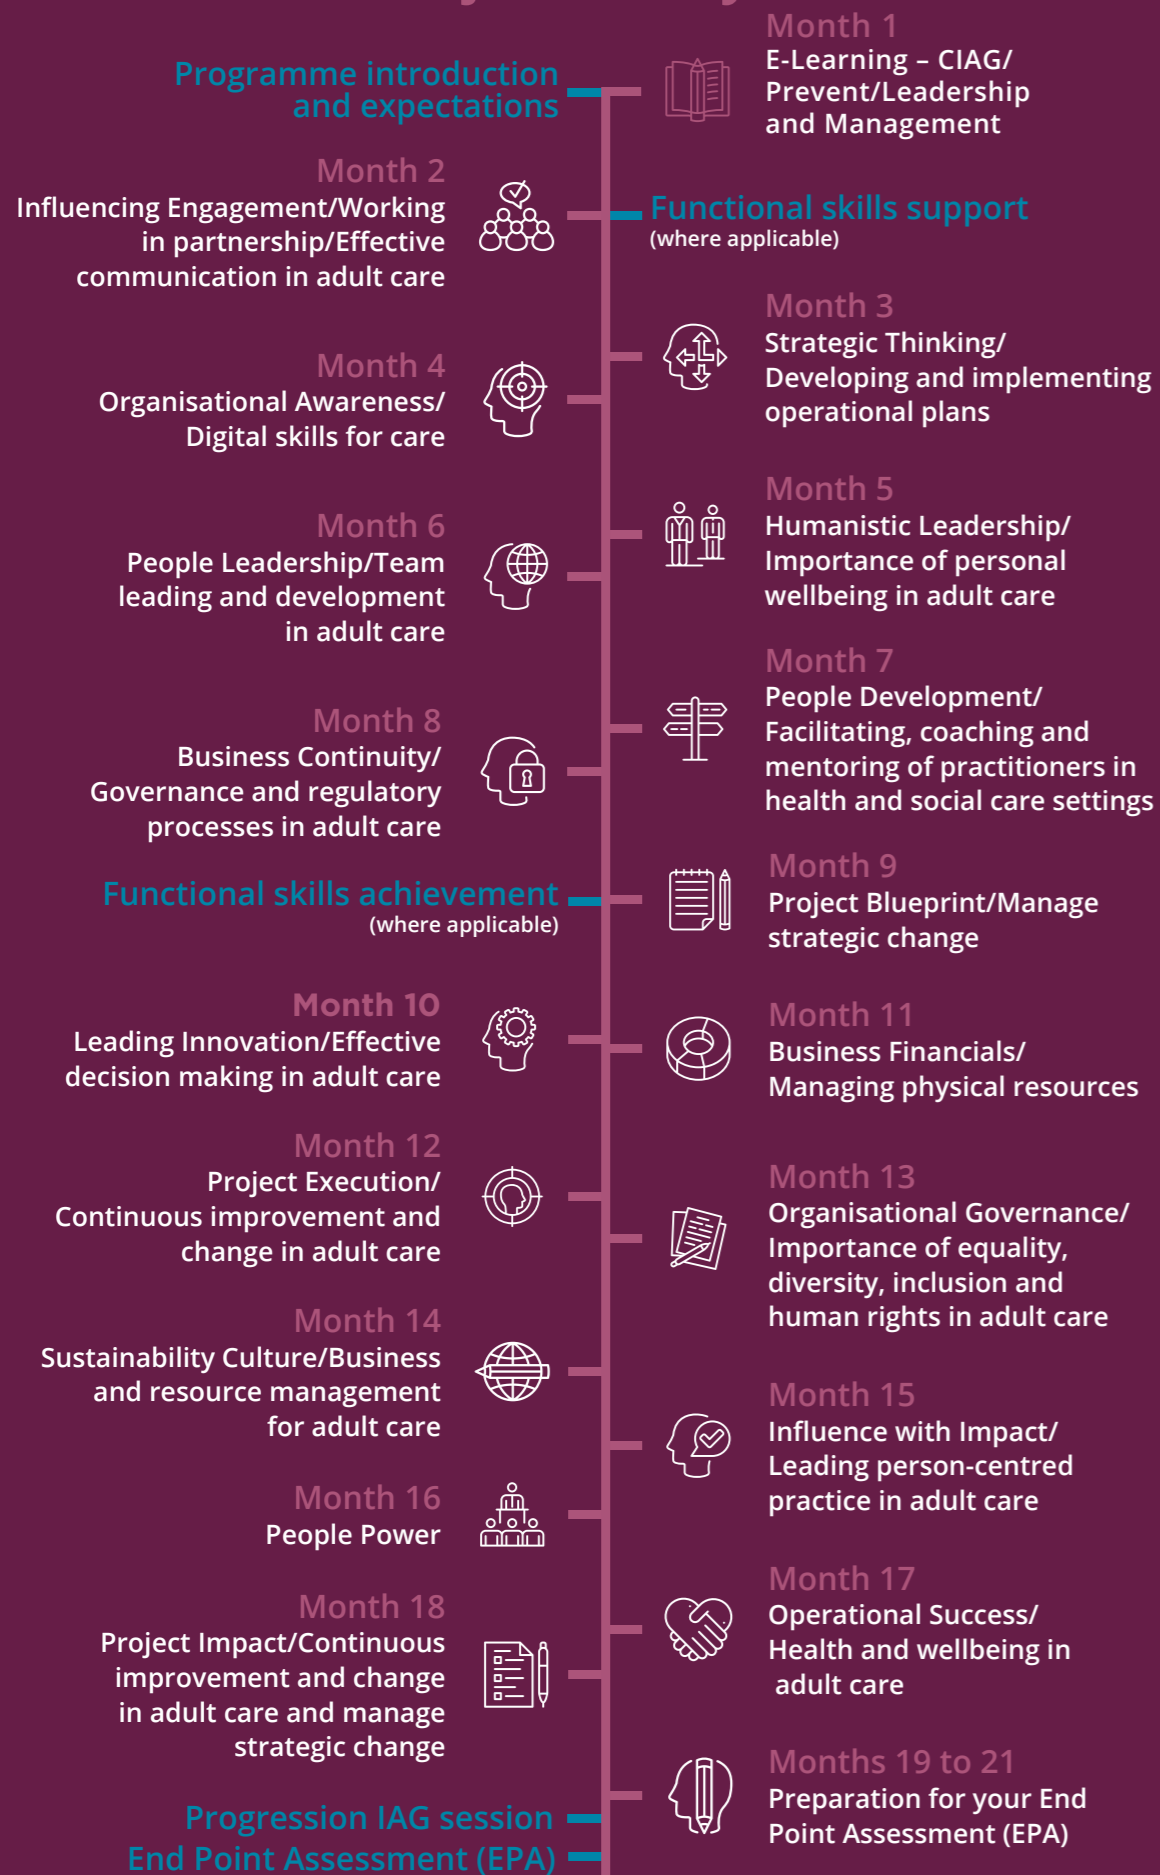 Programme introduction
and expectations
Month 1
E-Learning – CIAG/
Prevent/Leadership
and Management
Month 2
Influencing Engagement/Working
in partnership/Effective
communication in adult care
Functional skills support
(where applicable)
Month 3
Strategic Thinking/
Developing and implementing
operational plans
Month 4
Organisational Awareness/
Digital skills for care
Month 5
Humanistic Leadership/
Importance of personal
wellbeing in adult care
Month 6
People Leadership/Team
leading and development
in adult care
Month 7
People Development/
Facilitating, coaching and
mentoring of practitioners in
health and social care settings
Month 8
Business Continuity/
Governance and regulatory
processes in adult care
Functional skills achievement
(where applicable)
Month 9
Project Blueprint/Manage
strategic change
Month 10
Leading Innovation/Effective
decision making in adult care
Month 11
Business Financials/
Managing physical resources
Month 12
Project Execution/
Continuous improvement and
change in adult care
Month 13
Organisational Governance/
Importance of equality,
diversity, inclusion and
human rights in adult care
Month 14
Sustainability Culture/Business
and resource management
for adult care
Month 15
Influence with Impact/
Leading person-centred
practice in adult care
Month 16
People Power
Month 17
Operational Success/
Health and wellbeing in
adult care
Month 18
Project Impact/Continuous
improvement and change
in adult care and manage
strategic change
Months 19 to 21
Preparation for your End
Point Assessment (EPA)
Progression IAG session
End Point Assessment (EPA)